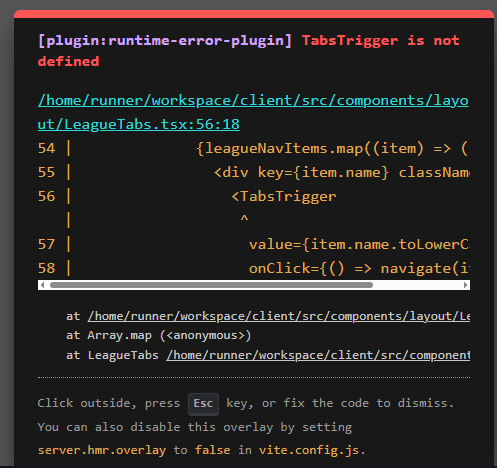 [plugin:runtime-error-plugin] TabsTrigger is not
defined
/home/runner/workspace/client/src/components/layo
ut/LeagueTabs.tsx:56:18
54 | {leagueNavItems.map((item) => (
55 | <div key={item.name} classNam
56 | <TabsTrigger
| ^
57 | value={item.name.toLowerC
58 | onClick={() => navigate(i
at /home/runner/workspace/client/src/components/layout/Le
at Array.map (<anonymous>)
at LeagueTabs /home/runner/workspace/client/src/component
Click outside, press Esc key, or fix the code to dismiss.
You can also disable this overlay by setting
server.hmr.overlay to false in vite.config.js.